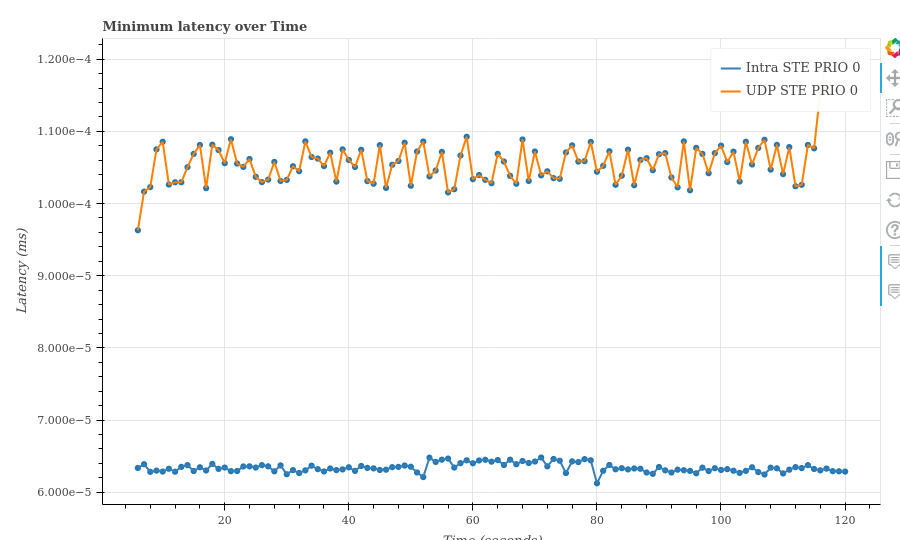 Minimum latency over Time
1.200e−4
1.100e−4
1.000e−4
9.000e−5
8.000e−5
7.000e−5
6.000e−5
Latency (ms)
Intra STE PRIO 0
UDP STE PRIO 0
20
40
60
80
100
120
Time (seconds)